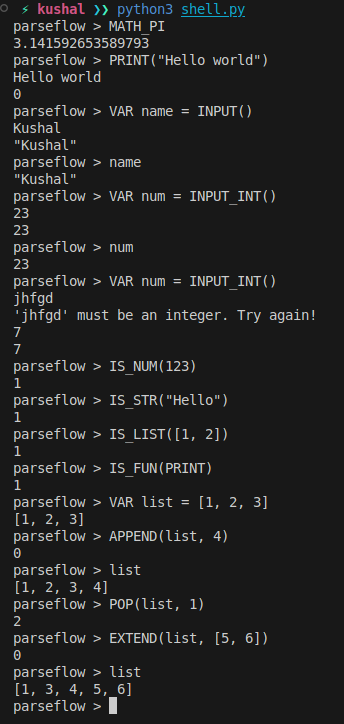 ⚡ kushal ❯❯ python3 shell.py
parseflow > MATH_PI
3.141592653589793
parseflow > PRINT("Hello world")
Hello world
0
parseflow > VAR name = INPUT()
Kushal
"Kushal"
parseflow > name
"Kushal"
parseflow > VAR num = INPUT_INT()
23
23
parseflow > num
23
parseflow > VAR num = INPUT_INT()
jhfgd
'jhfgd' must be an integer. Try again!
7
7
parseflow > IS_NUM(123)
1
parseflow > IS_STR("Hello")
1
parseflow > IS_LIST([1, 2])
1
parseflow > IS_FUN(PRINT)
1
parseflow > VAR list = [1, 2, 3]
[1, 2, 3]
parseflow > APPEND(list, 4)
0
parseflow > list
[1, 2, 3, 4]
parseflow > POP(list, 1)
2
parseflow > EXTEND(list, [5, 6])
0
parseflow > list
[1, 3, 4, 5, 6]
parseflow >